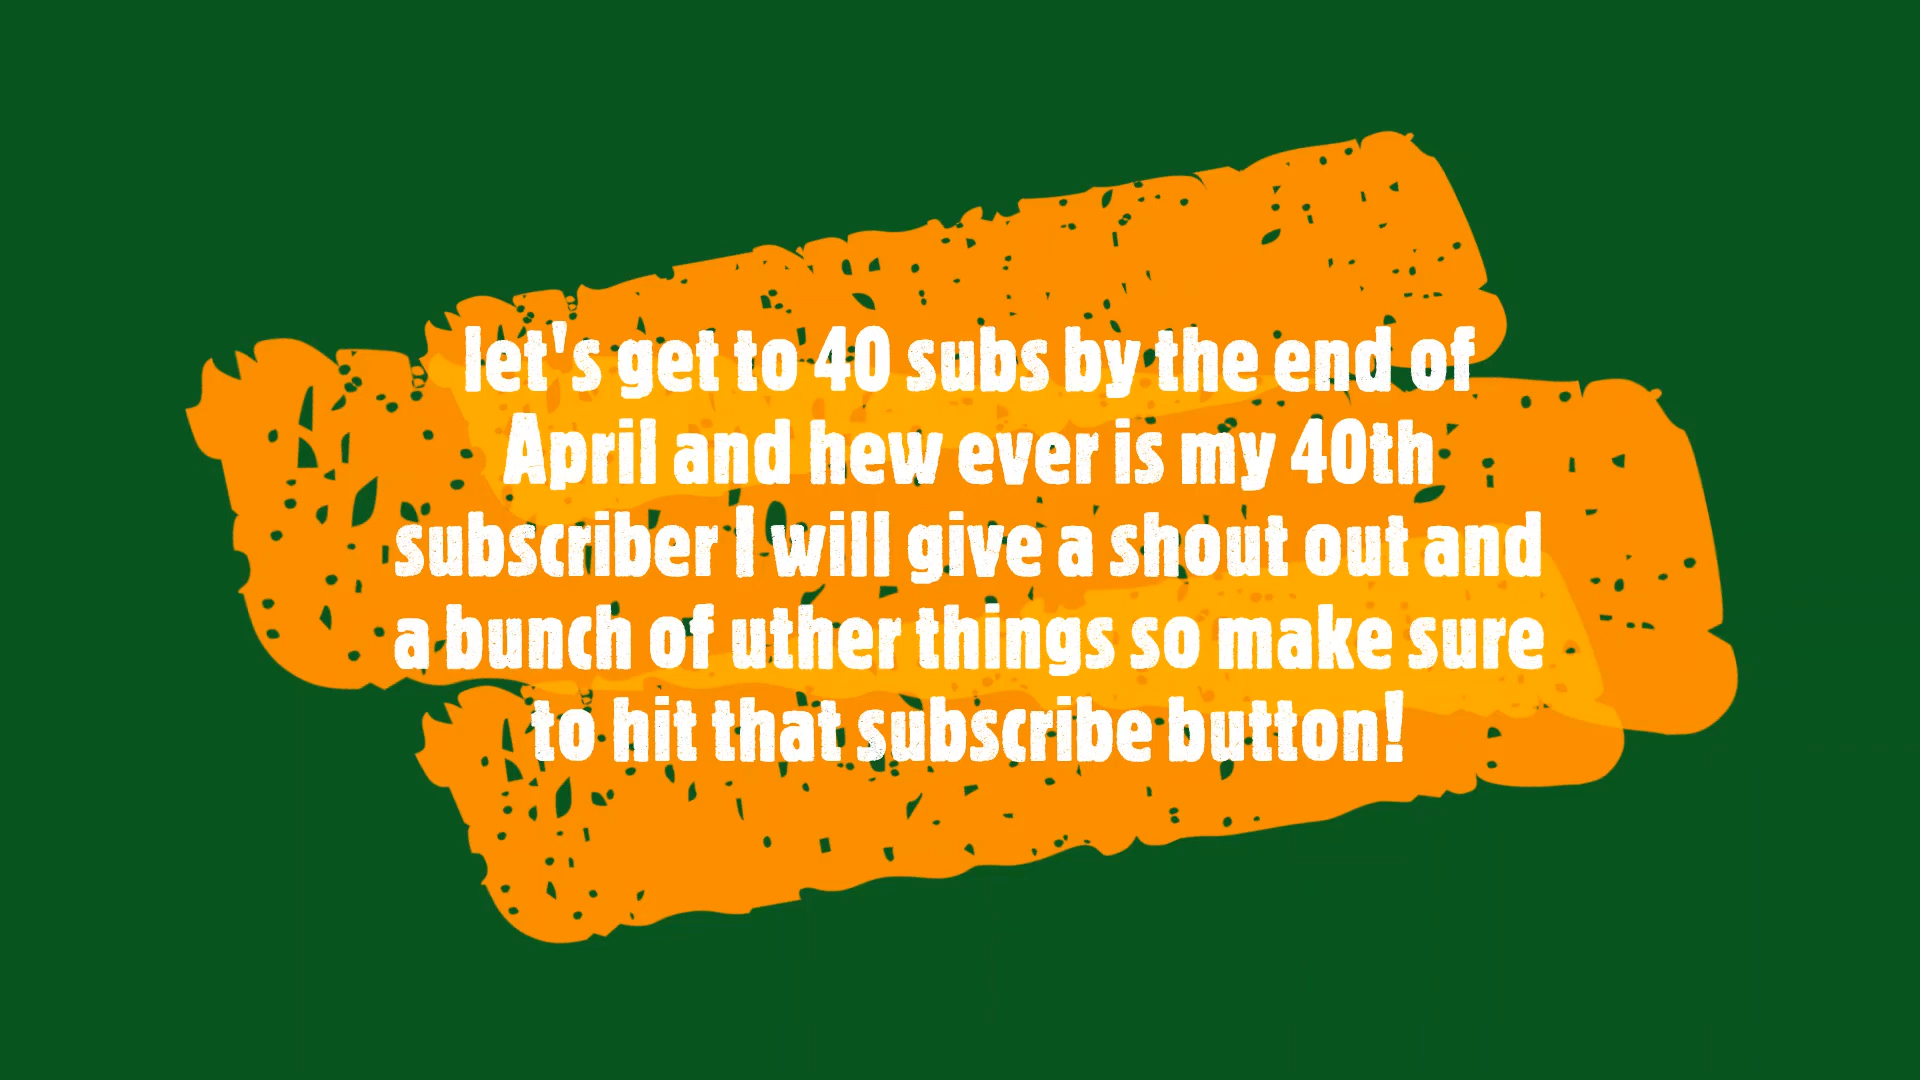 let's get to 40 subs by the end of
April and hew ever is my 40th
subscriber I will give a shout out and
a bunch of uther things so make sure
to hit that subscribe button!